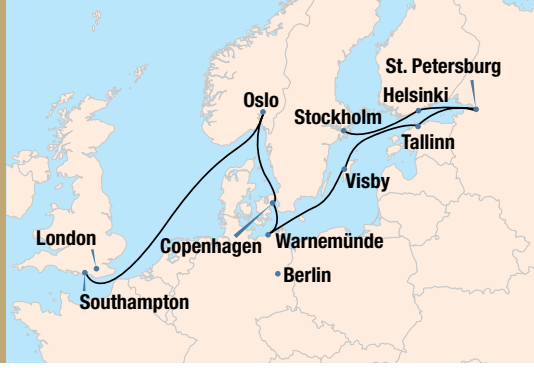 St. Petersburg
Helsinki
Oslo
Stockholm
Tallinn
Visby
London
Copenhagen
Warnemünde
Berlin
Southampton